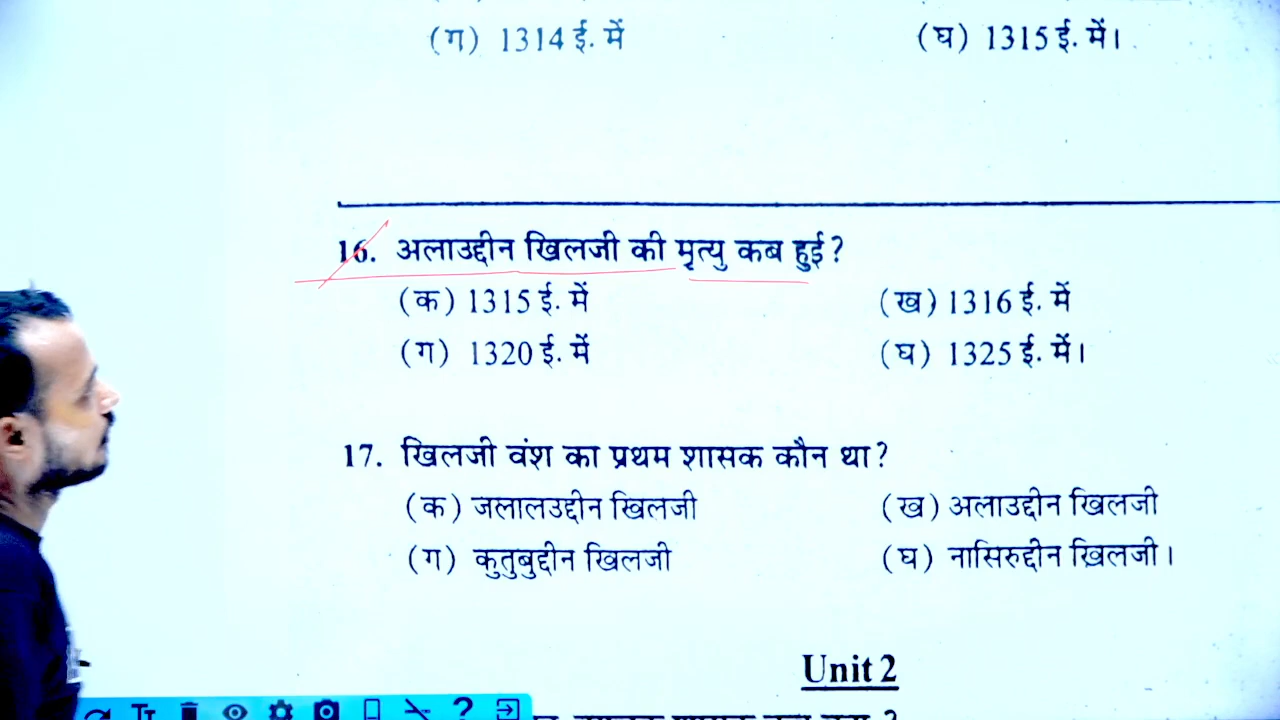 (ग) 1314 ई. में (घ) 1315 ई. में।
16. अलाउद्दीन खिलजी की मृत्यु कब हुई?
(क) 1315 ई. में (ख) 1316 ई. में
(ग) 1320 ई. में (घ) 1325 ई. में।
17. खिलजी वंश का प्रथम शासक कौन था?
(क) जलालउद्दीन खिलजी (ख) अलाउद्दीन खिलजी
(ग) कुतुबुद्दीन खिलजी (घ) नासिरुद्दीन खिलजी।
Unit 2